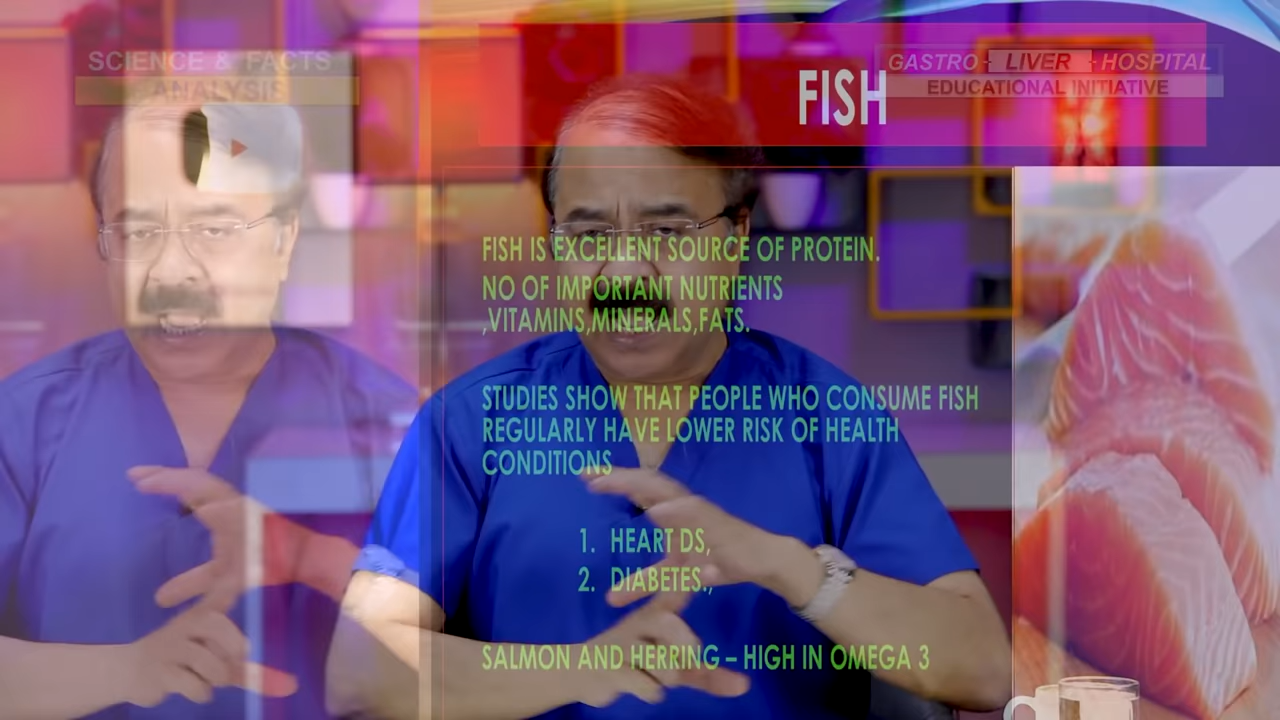 SCIENCE & FACTS
ANALYSIS
GASTRO - LIVER - HOSPITAL
EDUCATIONAL INITIATIVE
FISH
FISH IS EXCELLENT SOURCE OF PROTEIN.
NO OF IMPORTANT NUTRIENTS
,VITAMINS,MINERALS,FATS.
STUDIES SHOW THAT PEOPLE WHO CONSUME FISH
REGULARLY HAVE LOWER RISK OF HEALTH
CONDITIONS
1. HEART DS,
2. DIABETES.,
SALMON AND HERRING – HIGH IN OMEGA 3